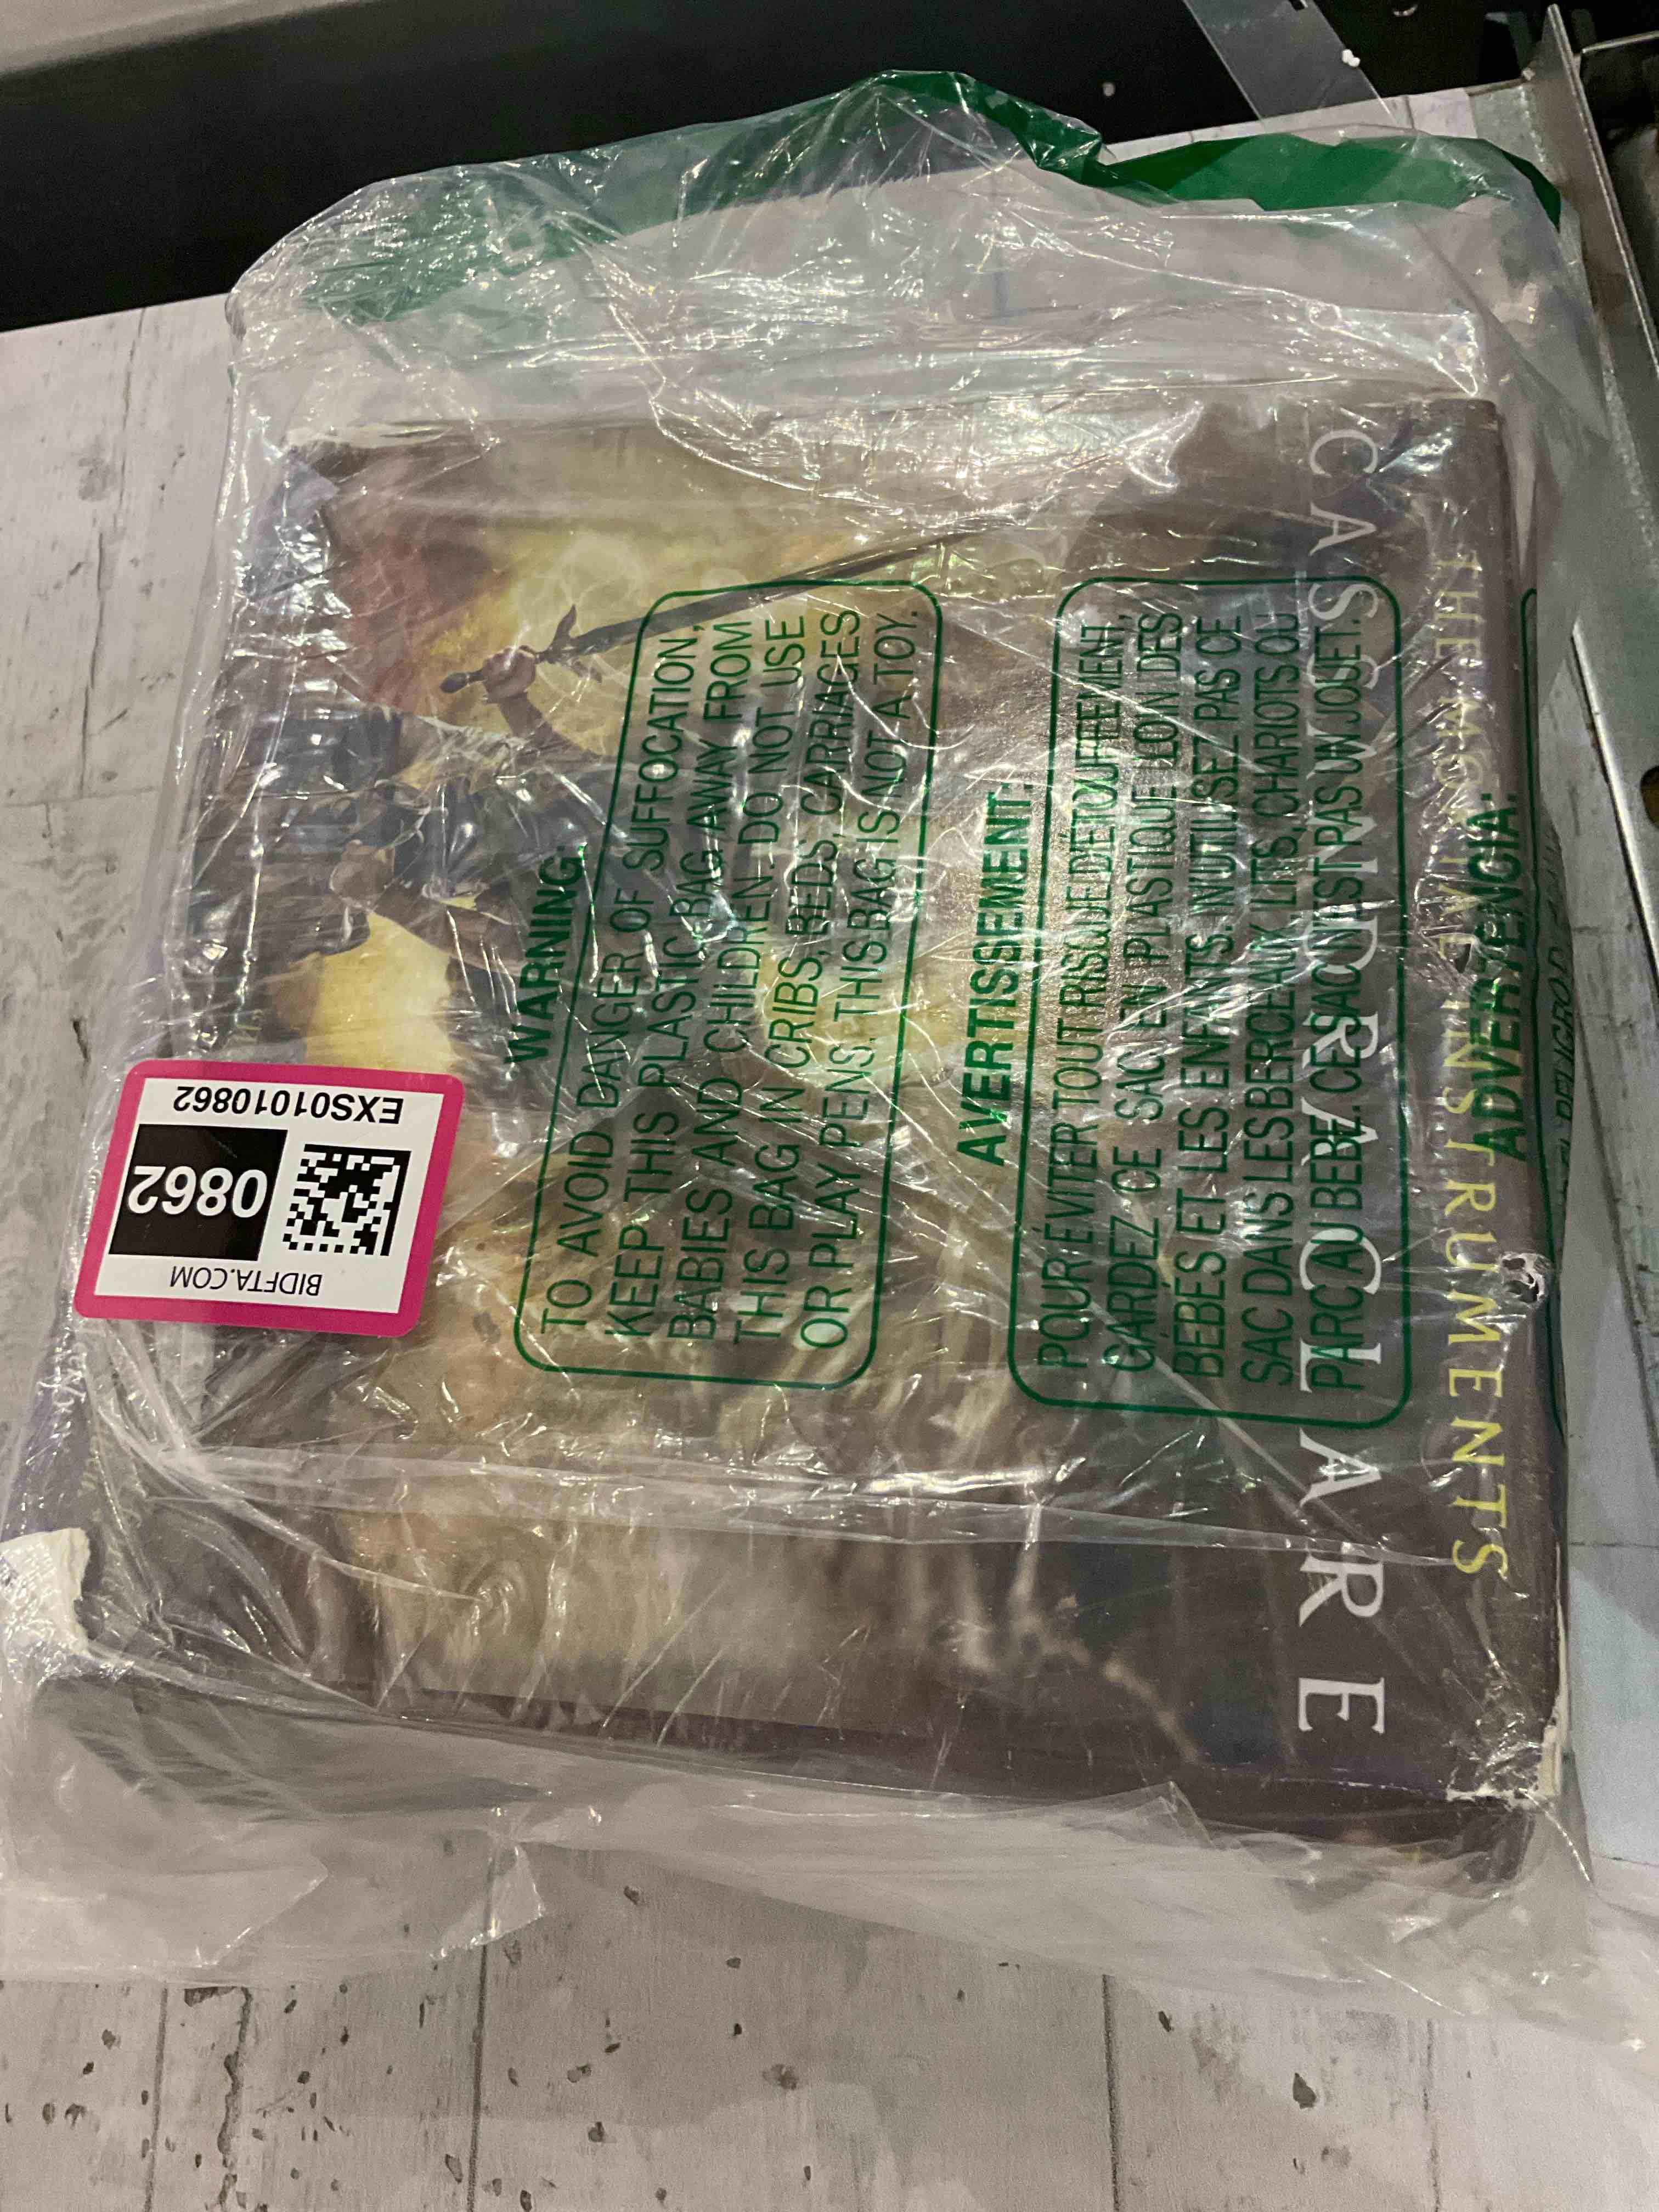 CASSANDRA CLARE
THE MORTAL INSTRUMENTS
WARNING:
TO AVOID DANGER OF SUFFOCATION,
KEEP THIS PLASTIC BAG AWAY FROM
BABIES AND CHILDREN. DO NOT USE
THIS BAG IN CRIBS, BEDS, CARRIAGES
OR PLAY PENS. THIS BAG IS NOT A TOY.
AVERTISSEMENT:
POUR ÉVITER TOUT RISQUE D'ÉTOUFFEMENT,
GARDEZ CE SAC EN PLASTIQUE LOIN DES
BÉBÉS ET LES ENFANTS. N'UTILISEZ PAS CE
SAC DANS LES BERCEAUX, LITS, CHARIOTS OU
PARC AU BEBE. CE SAC N'EST PAS UN JOUET.
ADVERTENCIA:
BIDFTA.COM
0862
EXS01010862